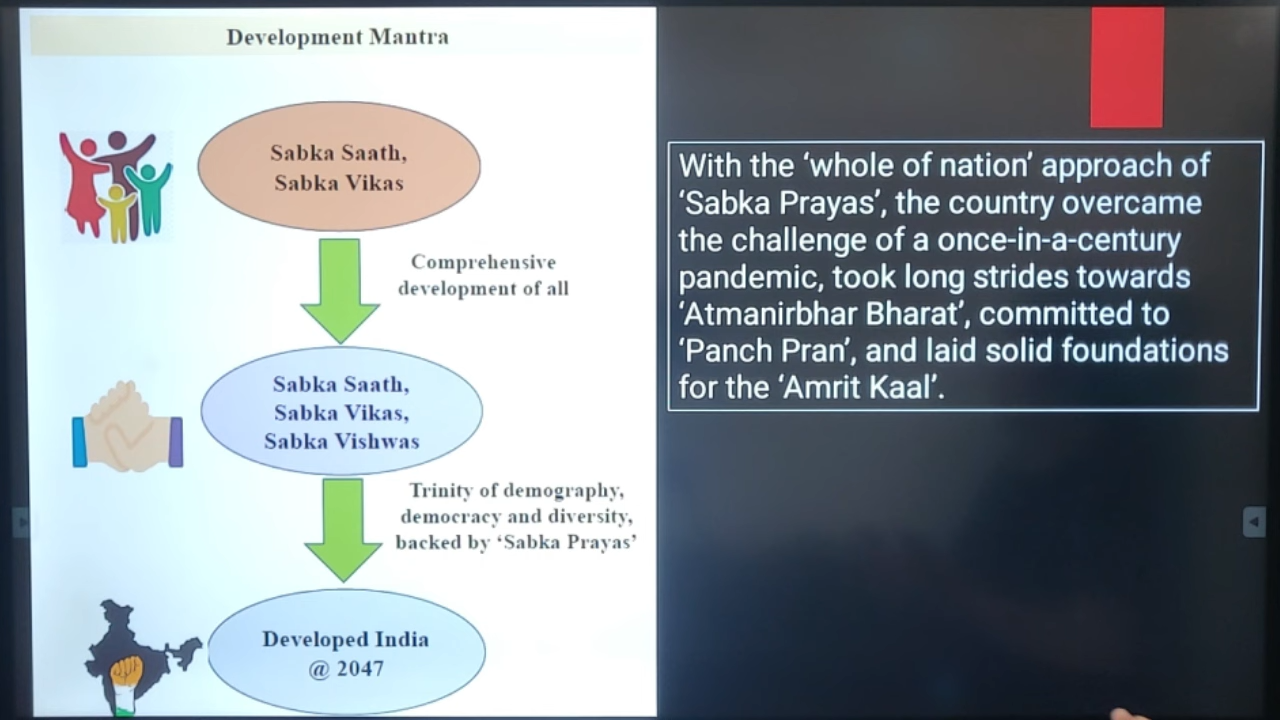 Development Mantra
Sabka Saath,
Sabka Vikas
Comprehensive
development of all
Sabka Saath,
Sabka Vikas,
Sabka Vishwas
Trinity of demography,
democracy and diversity,
backed by ‘Sabka Prayas’
Developed India
@ 2047
With the ‘whole of nation’ approach of
‘Sabka Prayas’, the country overcame
the challenge of a once-in-a-century
pandemic, took long strides towards
‘Atmanirbhar Bharat’, committed to
‘Panch Pran’, and laid solid foundations
for the ‘Amrit Kaal’.